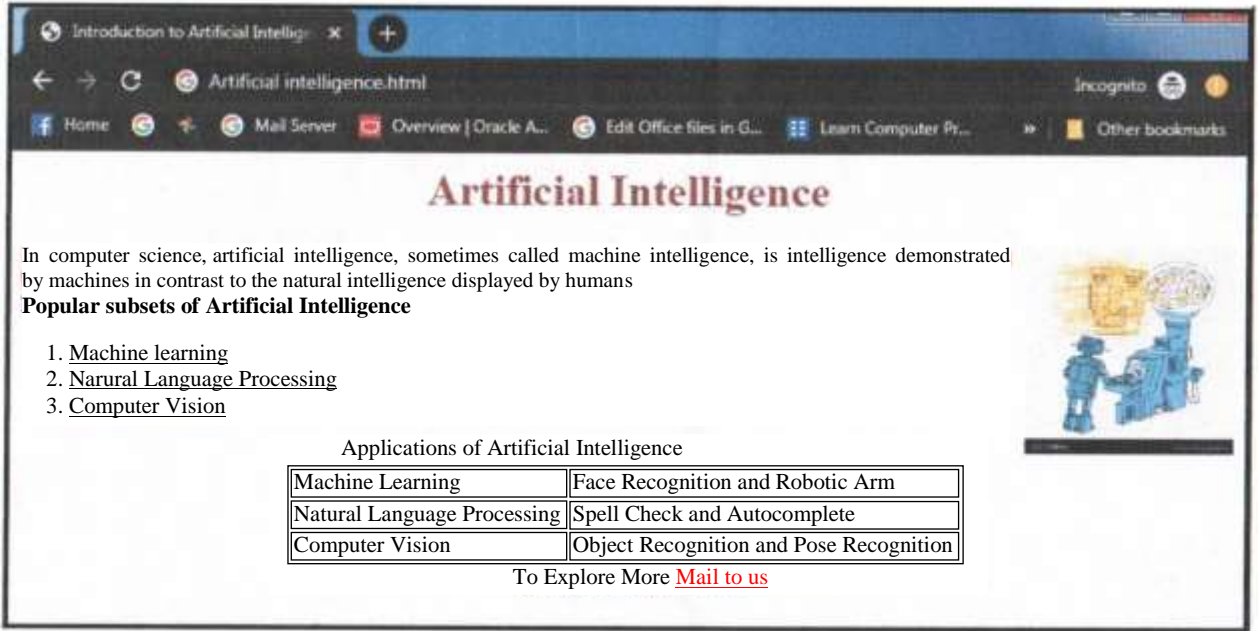 Introduction to Artificial Intellig
Artificial intelligence.html
Incognito
Home
Mail Server
Overview | Oracle A...
Edit Office files in G...
Learn Computer Pr...
Other bookmarks
Artificial Intelligence
In computer science, artificial intelligence, sometimes called machine intelligence, is intelligence demonstrated
by machines in contrast to the natural intelligence displayed by humans
Popular subsets of Artificial Intelligence
1. Machine learning
2. Narural Language Processing
3. Computer Vision
Applications of Artificial Intelligence
Machine Learning Face Recognition and Robotic Arm
Natural Language Processing Spell Check and Autocomplete
Computer Vision Object Recognition and Pose Recognition
To Explore More Mail to us